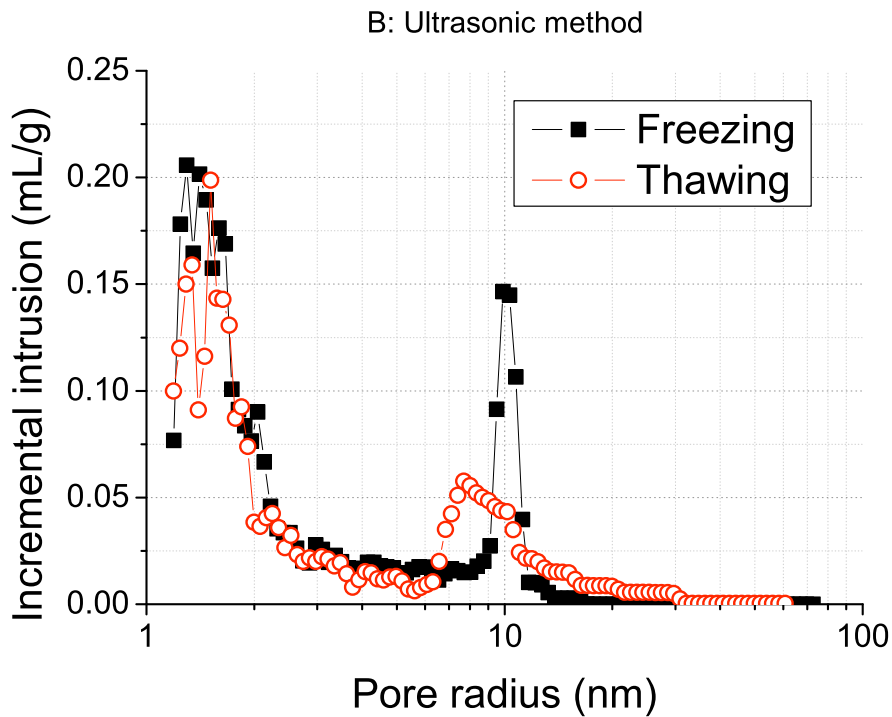 B: Ultrasonic method
0.25
0.20
0.15
0.10
0.05
0.00
Incremental intrusion (mL/g)
Freezing
Thawing
1
10
100
Pore radius (nm)